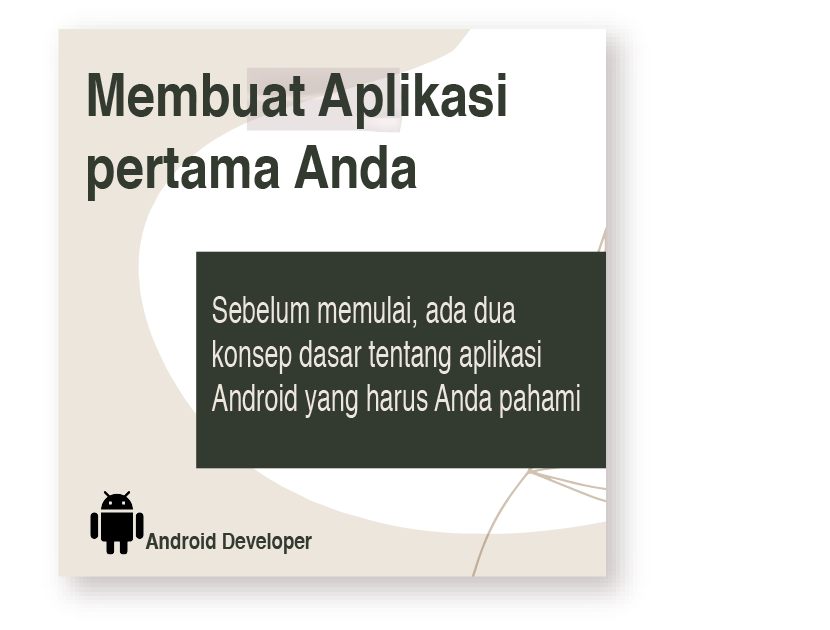 Membuat Aplikasi
pertama Anda
Sebelum memulai, ada dua
konsep dasar tentang aplikasi
Android yang harus Anda pahami
Android Developer